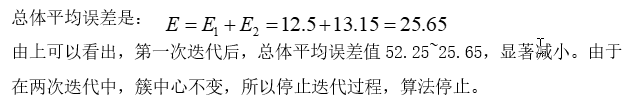 总体平均误差是： E = E₁ + E₂ = 12.5 + 13.15 = 25.65
由上可以看出，第一次迭代后，总体平均误差值 52.25~25.65，显著减小。由于
在两次迭代中，簇中心不变，所以停止迭代过程，算法停止。